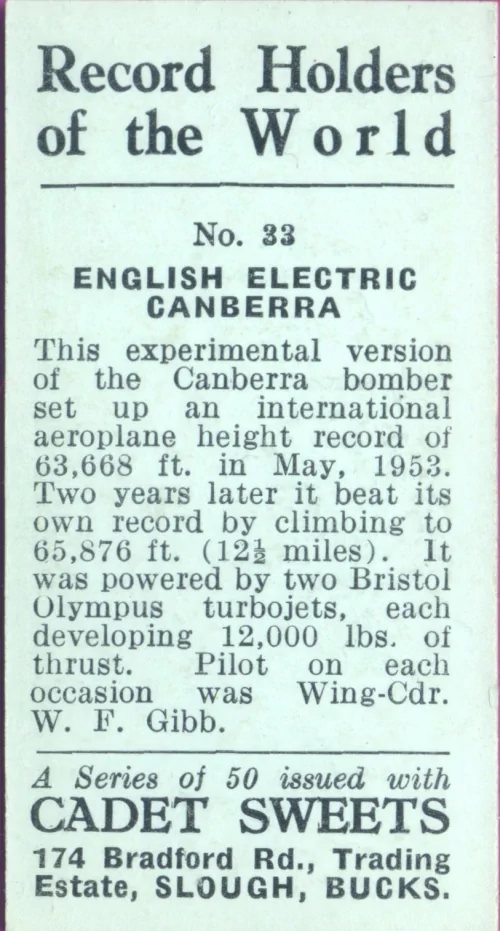 Record Holders
of the World
No. 33
ENGLISH ELECTRIC
CANBERRA
This experimental version
of the Canberra bomber
set up an international
aeroplane height record of
63,668 ft. in May, 1953.
Two years later it beat its
own record by climbing to
65,876 ft. (12½ miles). It
was powered by two Bristol
Olympus turbojets, each
developing 12,000 lbs. of
thrust. Pilot on each
occasion was Wing-Cdr.
W. F. Gibb.
A Series of 50 issued with
CADET SWEETS
174 Bradford Rd., Trading
Estate, SLOUGH, BUCKS.